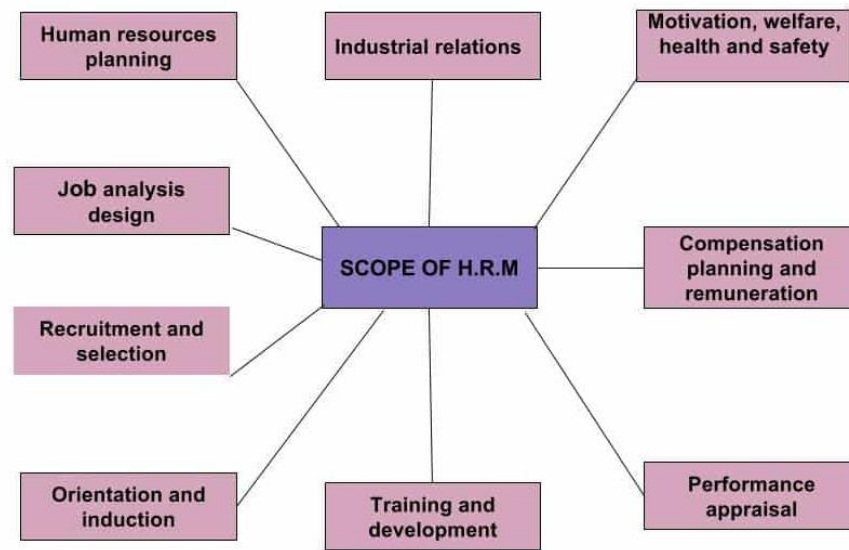 Human resources
planning
Industrial relations
Motivation, welfare,
health and safety
Job analysis
design
SCOPE OF H.R.M
Compensation
planning and
remuneration
Recruitment and
selection
Orientation and
induction
Training and
development
Performance
appraisal